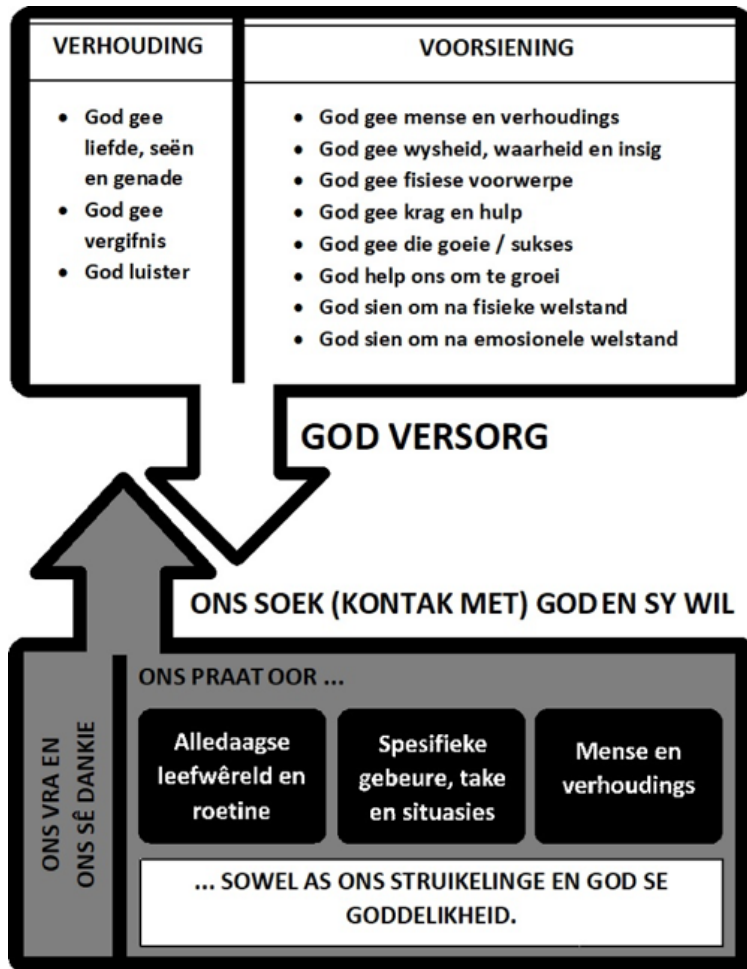 VERHOUDING
• God gee
liefde, seën
en genade
• God gee
vergifnis
• God luister
VOORSIENING
• God gee mense en verhoudings
• God gee wysheid, waarheid en insig
• God gee fisiese voorwerpe
• God gee krag en hulp
• God gee die goeie / sukses
• God help ons om te groei
• God sien om na fisieke welstand
• God sien om na emosionele welstand
GOD VERSORG
ONS SOEK (KONTAK MET) GOD EN SY WIL
ONS VRA EN
ONS SÊ DANKIE
ONS PRAAT OOR ...
Alledaagse
leefwêreld en
roetine
Spesifieke
gebeure, take
en situasies
Mense en
verhoudings
... SOWEL AS ONS STRUIKELINGE EN GOD SE
GODDELIKHEID.